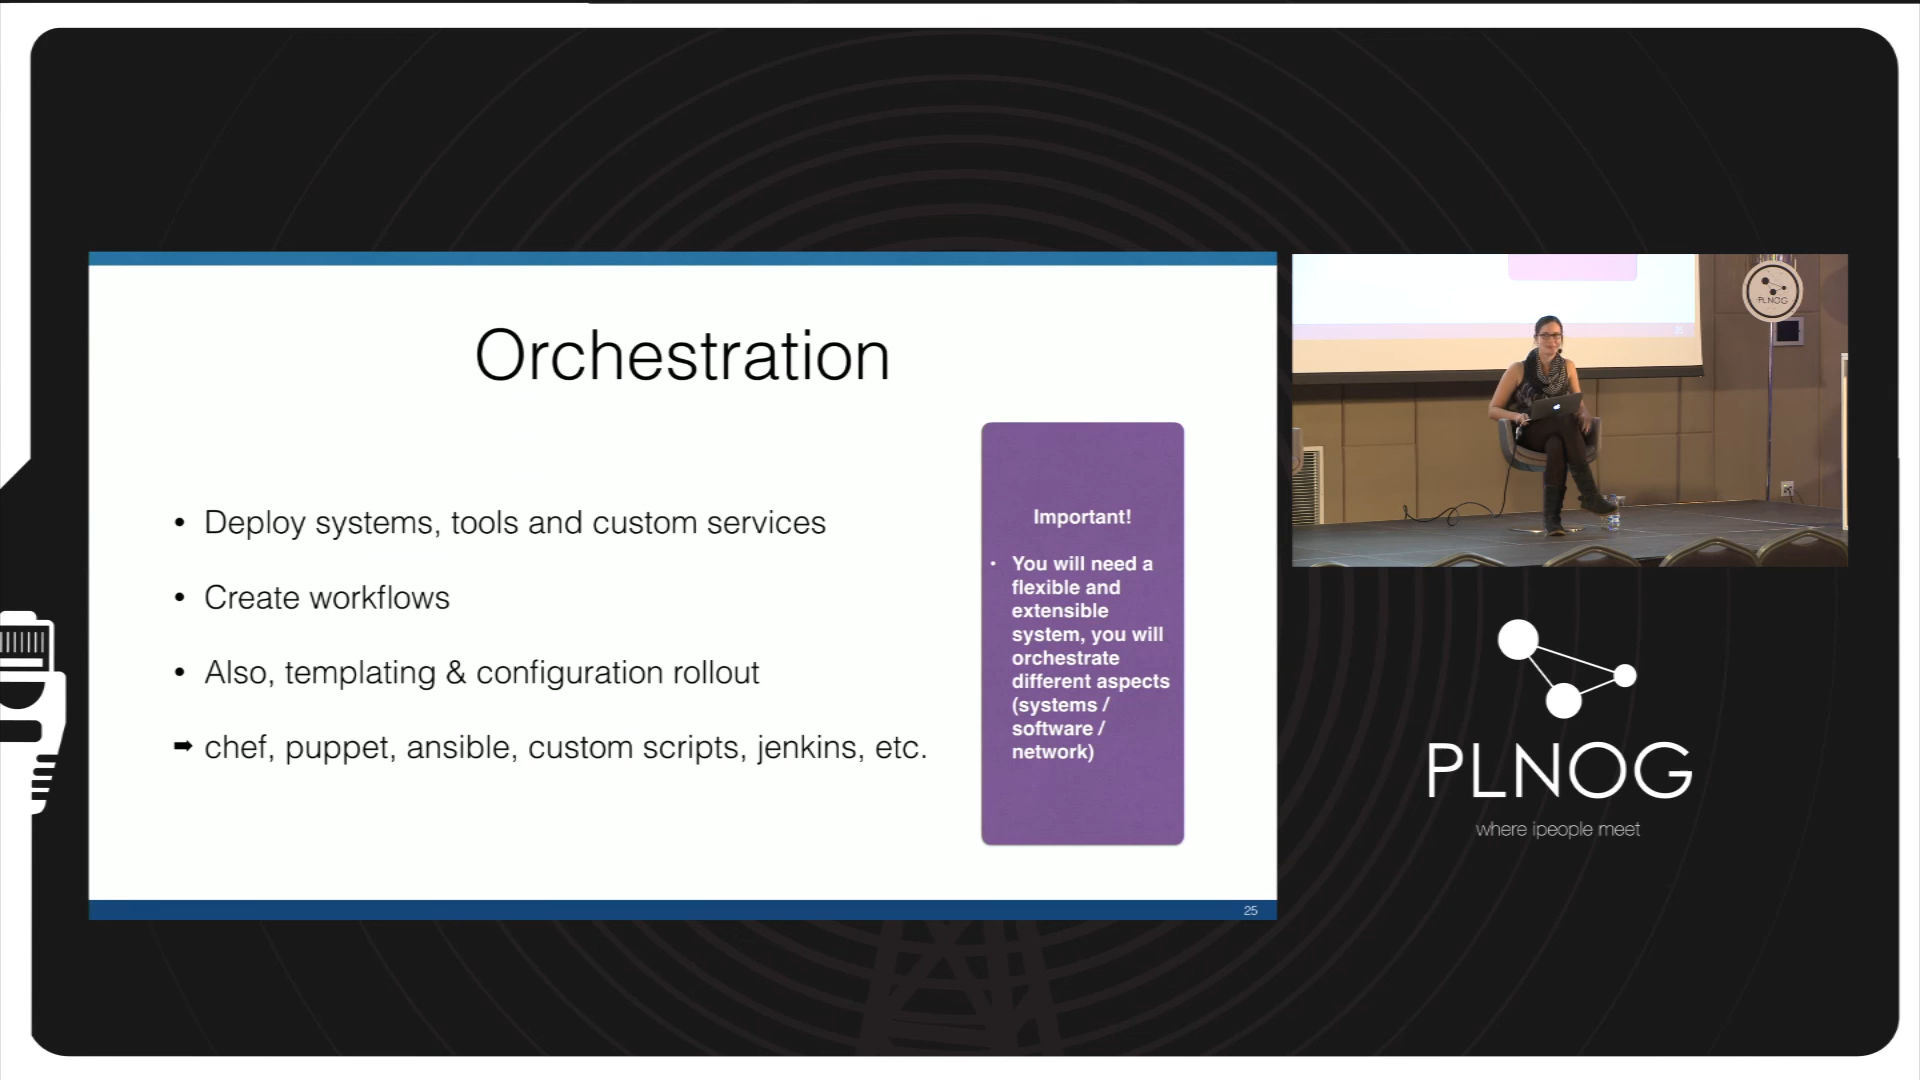 Orchestration
• Deploy systems, tools and custom services
• Create workflows
• Also, templating & configuration rollout
➡ chef, puppet, ansible, custom scripts, jenkins, etc.
Important!
• You will need a
flexible and
extensible
system, you will
orchestrate
different aspects
(systems /
software /
network)
25
PLNOG
PLNOG
where ipeople meet